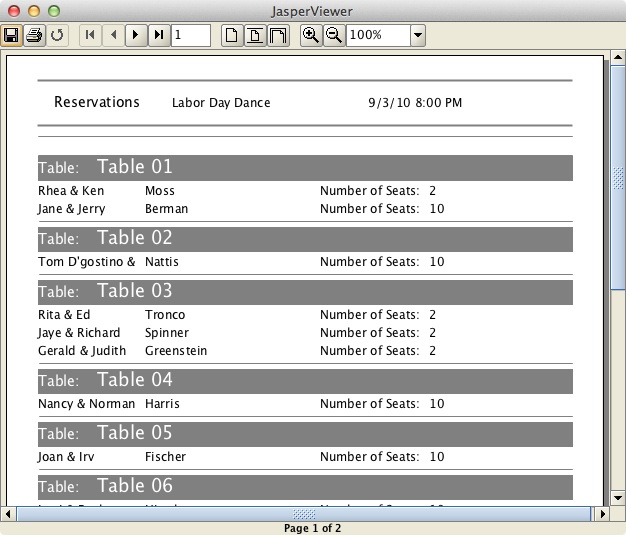 JasperViewer
1 100%
Reservations Labor Day Dance 9/3/10 8:00 PM
Table: Table 01
Rhea & Ken Moss Number of Seats: 2
Jane & Jerry Berman Number of Seats: 10
Table: Table 02
Tom D'gostino & Nattis Number of Seats: 10
Table: Table 03
Rita & Ed Tronco Number of Seats: 2
Jaye & Richard Spinner Number of Seats: 2
Gerald & Judith Greenstein Number of Seats: 2
Table: Table 04
Nancy & Norman Harris Number of Seats: 10
Table: Table 05
Joan & Irv Fischer Number of Seats: 10
Table: Table 06
Page 1 of 2